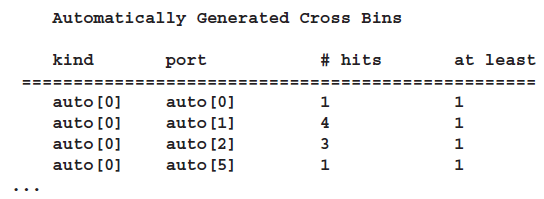 Automatically Generated Cross Bins
kind port # hits at least
==================================================
auto[0] auto[0] 1 1
auto[0] auto[1] 4 1
auto[0] auto[2] 3 1
auto[0] auto[5] 1 1
...